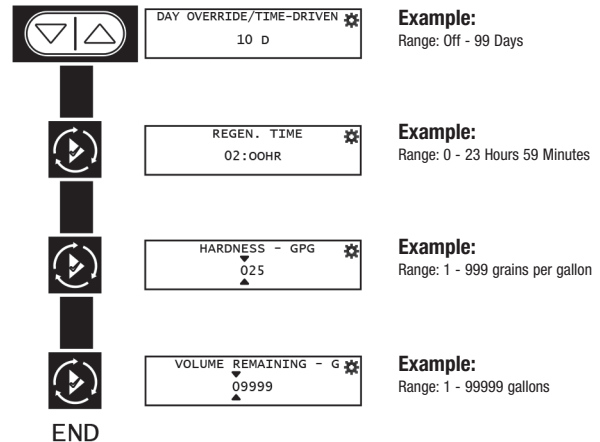 DAY OVERRIDE/TIME-DRIVEN
10 D
Example:
Range: Off - 99 Days
REGEN. TIME
02:OOHR
Example:
Range: 0 - 23 Hours 59 Minutes
HARDNESS - GPG
025
Example:
Range: 1 - 999 grains per gallon
VOLUME REMAINING - G
09999
Example:
Range: 1 - 99999 gallons
END